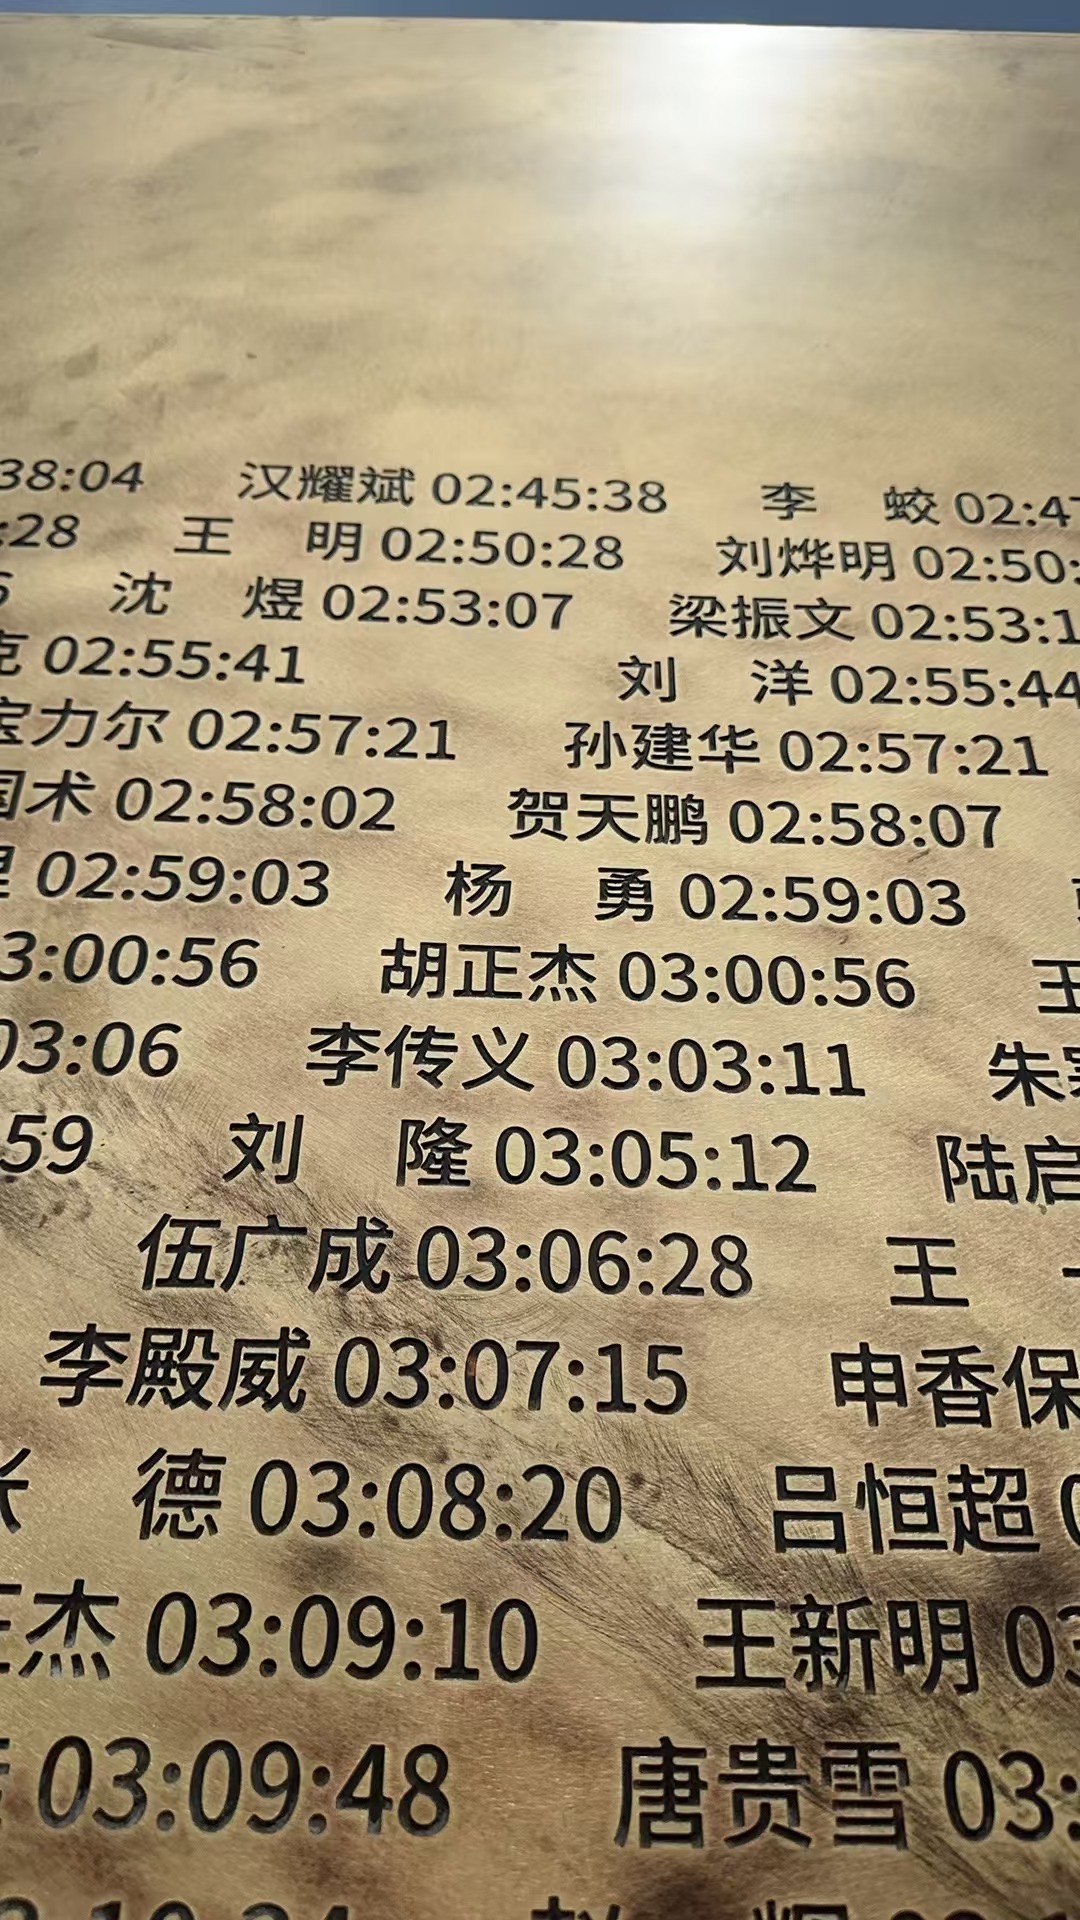 38:04 汉耀斌 02:45:38 李 蛟 02:47
:28 王 明 02:50:28 刘烨明 02:50:
沈 煜 02:53:07 梁振文 02:53:1
克 02:55:41 刘 洋 02:55:44
宝力尔 02:57:21 孙建华 02:57:21
国术 02:58:02 贺天鹏 02:58:07
02:59:03 杨 勇 02:59:03
3:00:56 胡正杰 03:00:56 王
03:06 李传义 03:03:11 朱
59 刘 隆 03:05:12 陆启
伍广成 03:06:28 王
李殿威 03:07:15 申香保
张 德 03:08:20 吕恒超 0
正杰 03:09:10 王新明 03
03:09:48 唐贵雪 03: